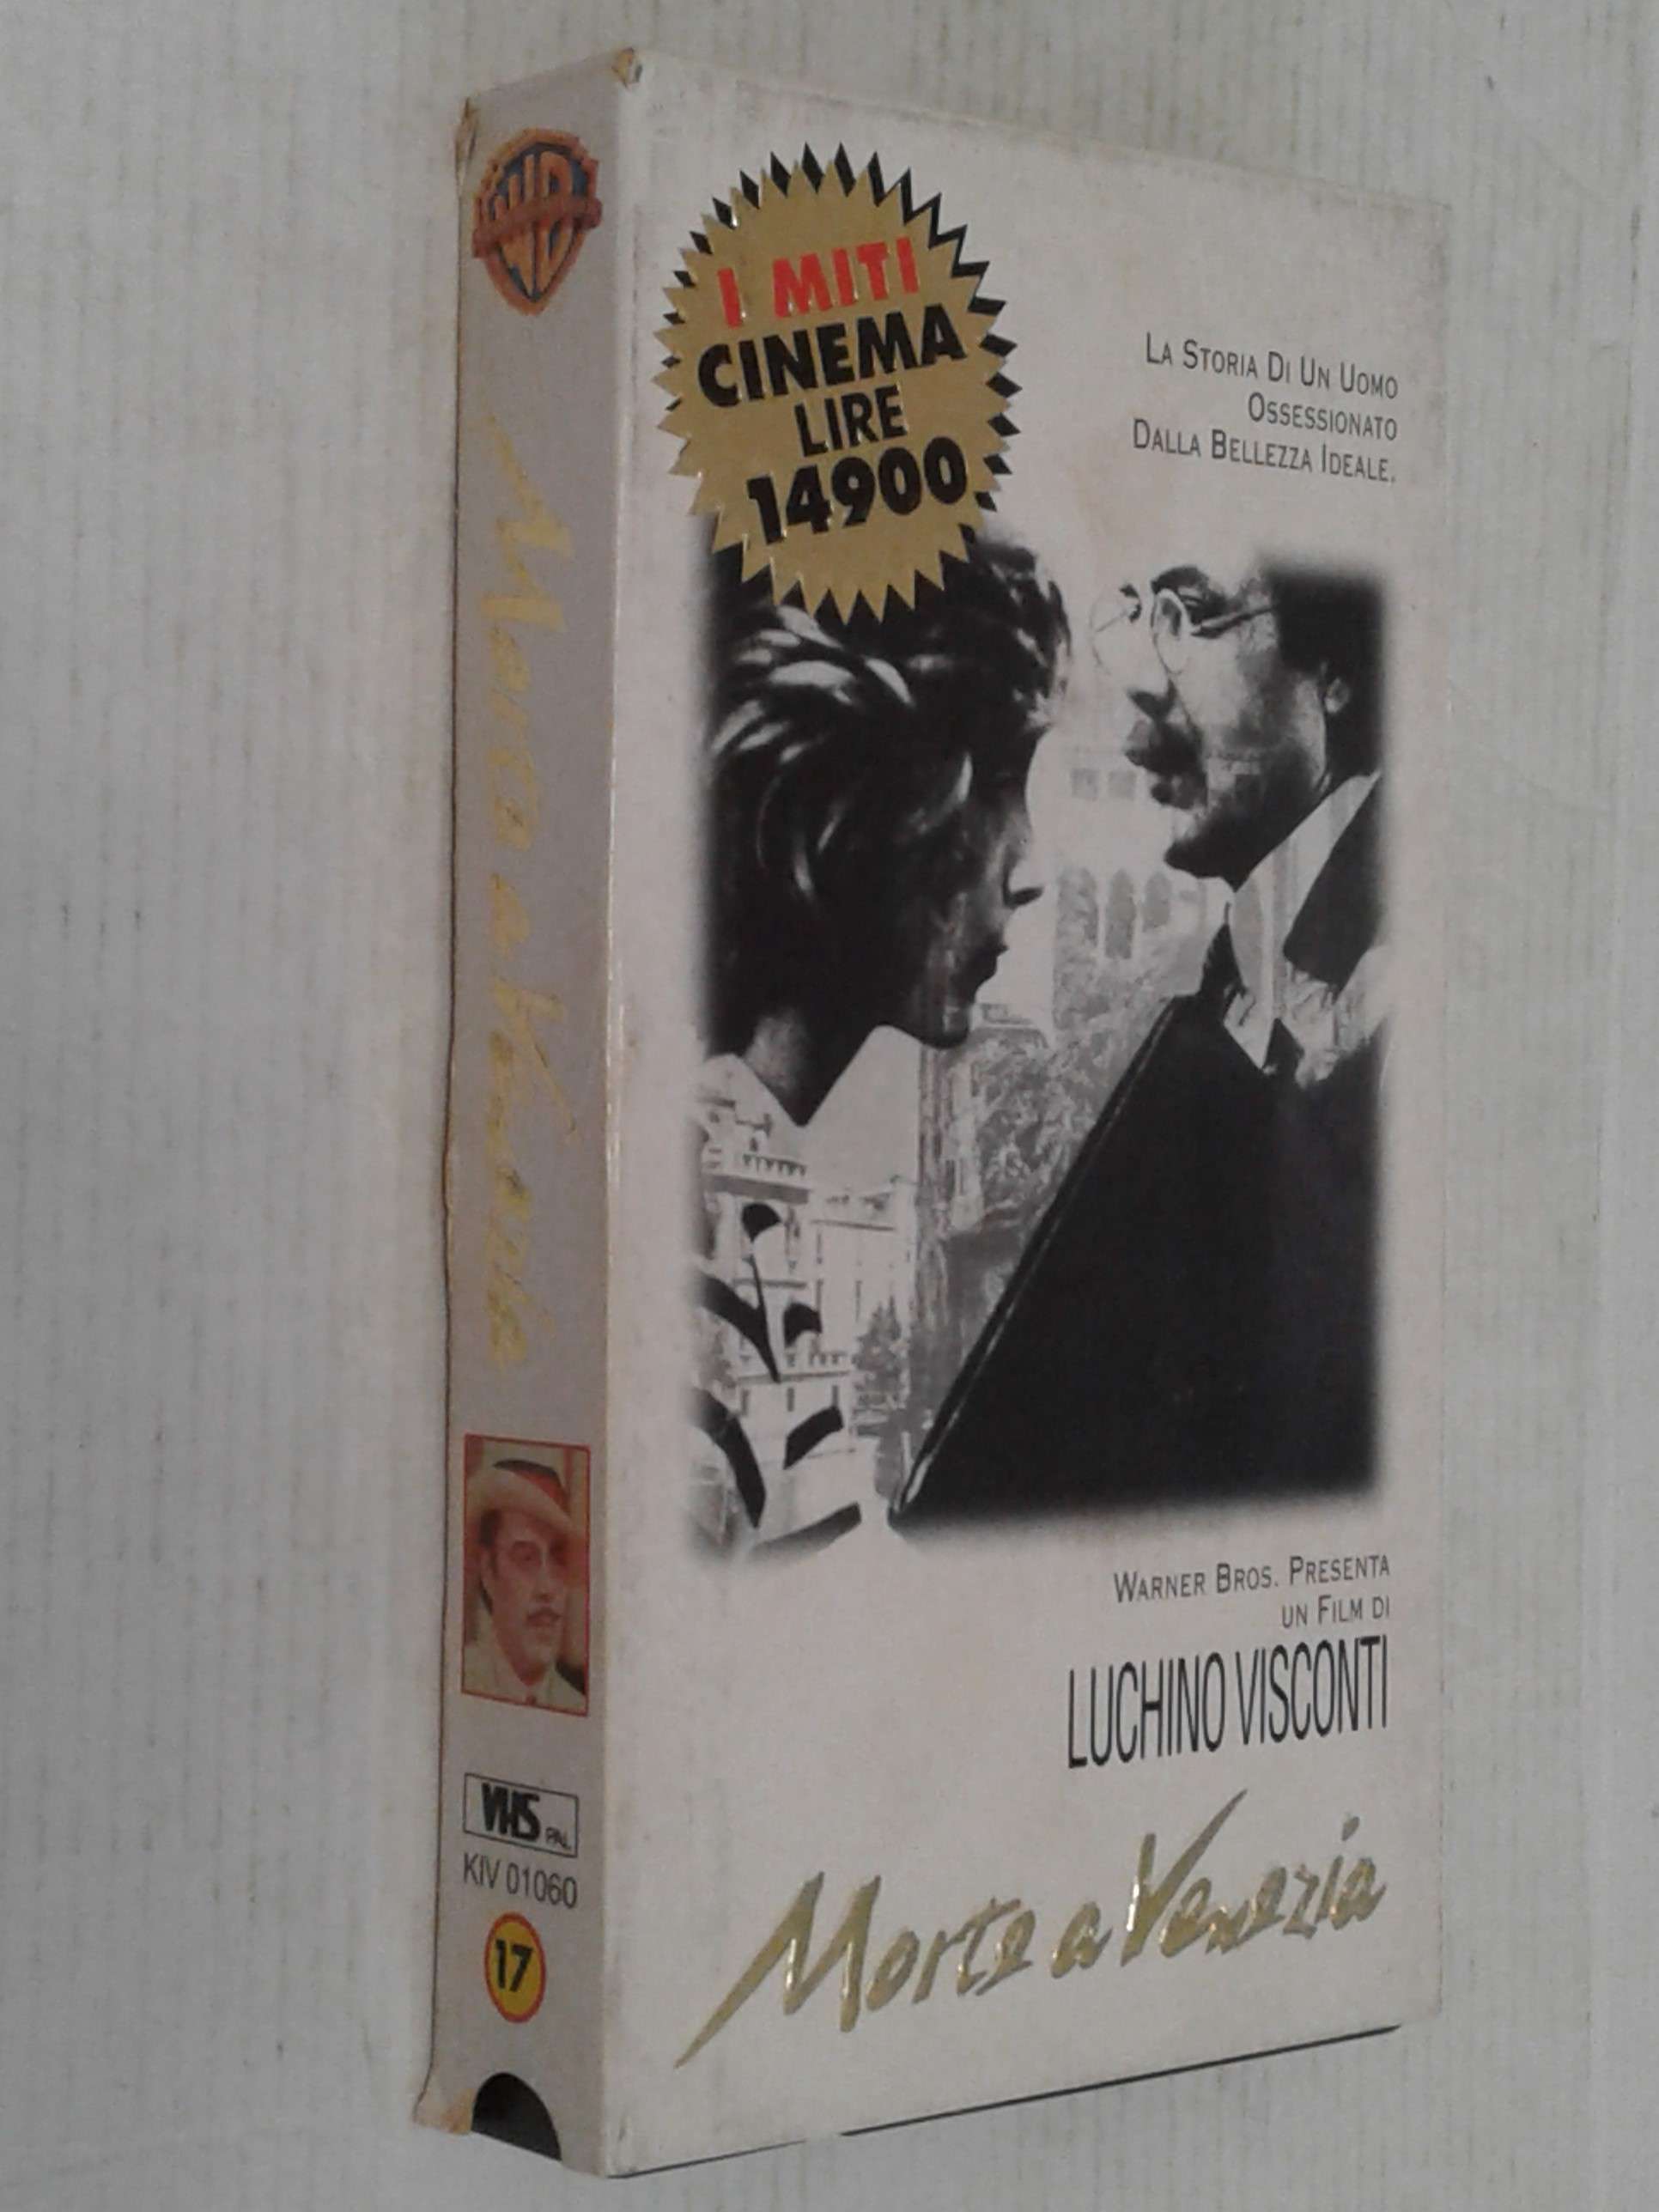 WB
Morte a Venezia
VHS PAL
KIV 01060
17
I MITI
CINEMA
LIRE
14900
LA STORIA DI UN UOMO
OSSESSIONATO
DALLA BELLEZZA IDEALE.
WARNER BROS. PRESENTA
UN FILM DI
LUCHINO VISCONTI
Morte a Venezia